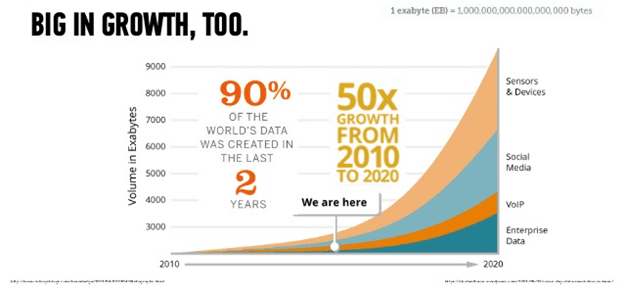 BIG IN GROWTH, TOO.
1 exabyte (EB) = 1,000,000,000,000,000,000 bytes
Volume in Exabytes
9000
8000
7000
6000
5000
4000
3000
90%
OF THE
WORLD'S DATA
WAS CREATED IN
THE LAST
2
YEARS
50x
GROWTH
FROM
2010
TO 2020
We are here
Sensors
& Devices
Social
Media
VoIP
Enterprise
Data
2010
2020